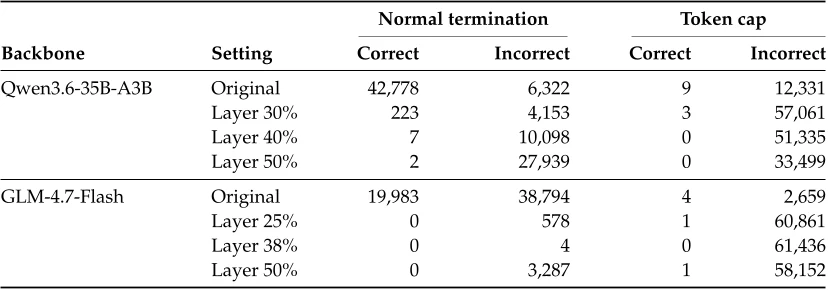 Normal termination Token cap
Backbone Setting Correct Incorrect Correct Incorrect
Qwen3.6-35B-A3B Original 42,778 6,322 9 12,331
Layer 30% 223 4,153 3 57,061
Layer 40% 7 10,098 0 51,335
Layer 50% 2 27,939 0 33,499
GLM-4.7-Flash Original 19,983 38,794 4 2,659
Layer 25% 0 578 1 60,861
Layer 38% 0 4 0 61,436
Layer 50% 0 3,287 1 58,152